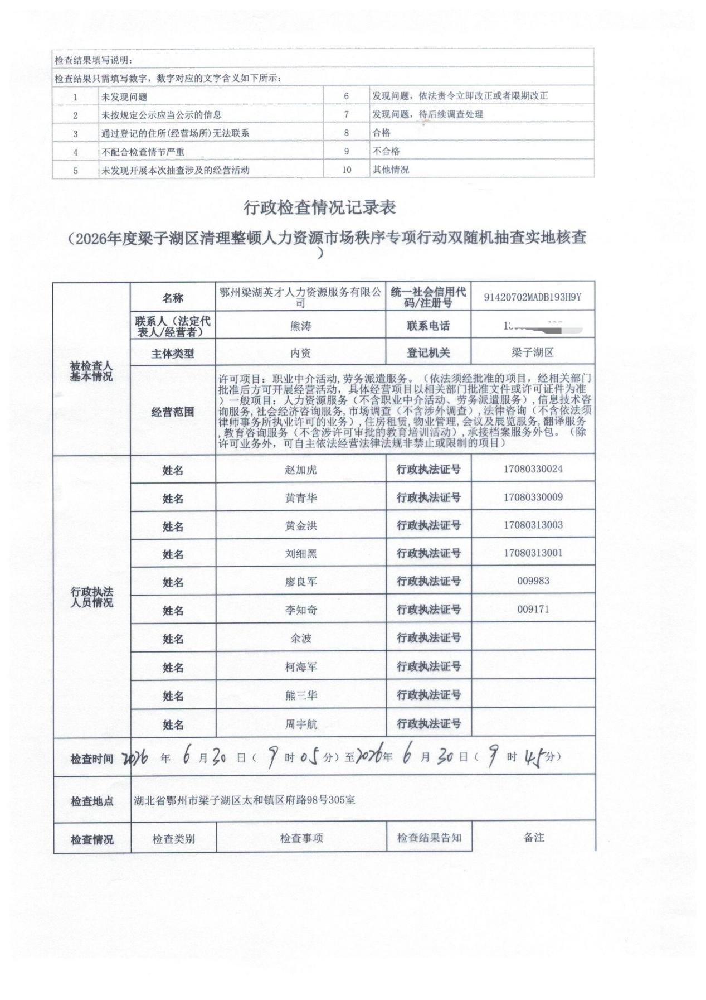 检查结果填写说明：
检查结果只需填写数字，数字对应的文字含义如下所示：
1 未发现问题 6 发现问题，依法责令立即改正或者限期改正
2 未按规定公示应当公示的信息 7 发现问题，待后续调查处理
3 通过登记的住所(经营场所)无法联系 8 合格
4 不配合检查情节严重 9 不合格
5 未发现开展本次抽查涉及的经营活动 10 其他情况
行政检查情况记录表
（2026年度梁子湖区清理整顿人力资源市场秩序专项行动双随机抽查实地核查
）
被检查人
基本情况
名称 鄂州梁湖英才人力资源服务有限公
司 统一社会信用代
码/注册号 91420702MADB193H9Y
联系人（法定代
表人/经营者） 熊涛 联系电话
主体类型 内资 登记机关 梁子湖区
经营范围
许可项目：职业中介活动,劳务派遣服务。（依法须经批准的项目，经相关部门
批准后方可开展经营活动，具体经营项目以相关部门批准文件或许可证件为准
）一般项目：人力资源服务（不含职业中介活动、劳务派遣服务）,信息技术咨
询服务,社会经济咨询服务,市场调查（不含涉外调查）,法律咨询（不含依法须
律师事务所执业许可的业务）,住房租赁,物业管理,会议及展览服务,翻译服务
,教育咨询服务（不含涉许可审批的教育培训活动）,承接档案服务外包。（除
许可业务外，可自主依法经营法律法规非禁止或限制的项目）
行政执法
人员情况
姓名 赵加虎 行政执法证号 17080330024
姓名 黄青华 行政执法证号 17080330009
姓名 黄金洪 行政执法证号 17080313003
姓名 刘细黑 行政执法证号 17080313001
姓名 廖良军 行政执法证号 009983
姓名 李知奇 行政执法证号 009171
姓名 余波 行政执法证号
姓名 柯海军 行政执法证号
姓名 熊三华 行政执法证号
姓名 周宇航 行政执法证号
检查时间 2026年6月30日（9时05分）至2026年6月30日（9时45分）
检查地点 湖北省鄂州市梁子湖区太和镇区府路98号305室
检查情况 检查类别 检查事项 检查结果告知 备注